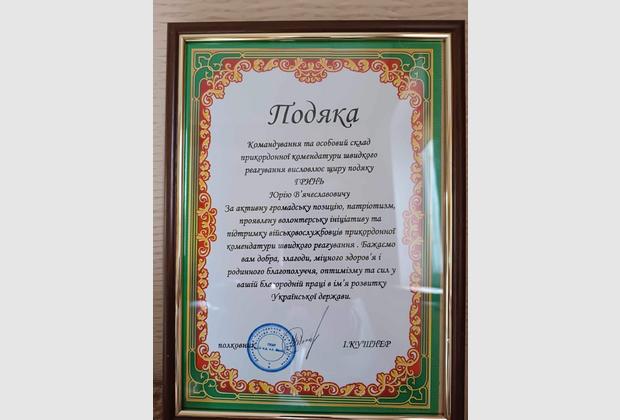 Подяка
Командування та особовий склад
прикордонної комендатури швидкого
реагування висловлює щиру подяку
ГРИНЬ
Юрію В'ячеславовичу
За активну громадську позицію, патріотизм,
проявлену волонтерську ініціативу та
підтримку військовослужбовців прикордонної
комендатури швидкого реагування . Бажаємо
вам добра, злагоди, міцного здоров'я і
родинного благополуччя, оптимізму та сил у
вашій благородній праці в ім'я розвитку
Української держави.
полковник І.КУШНЕР